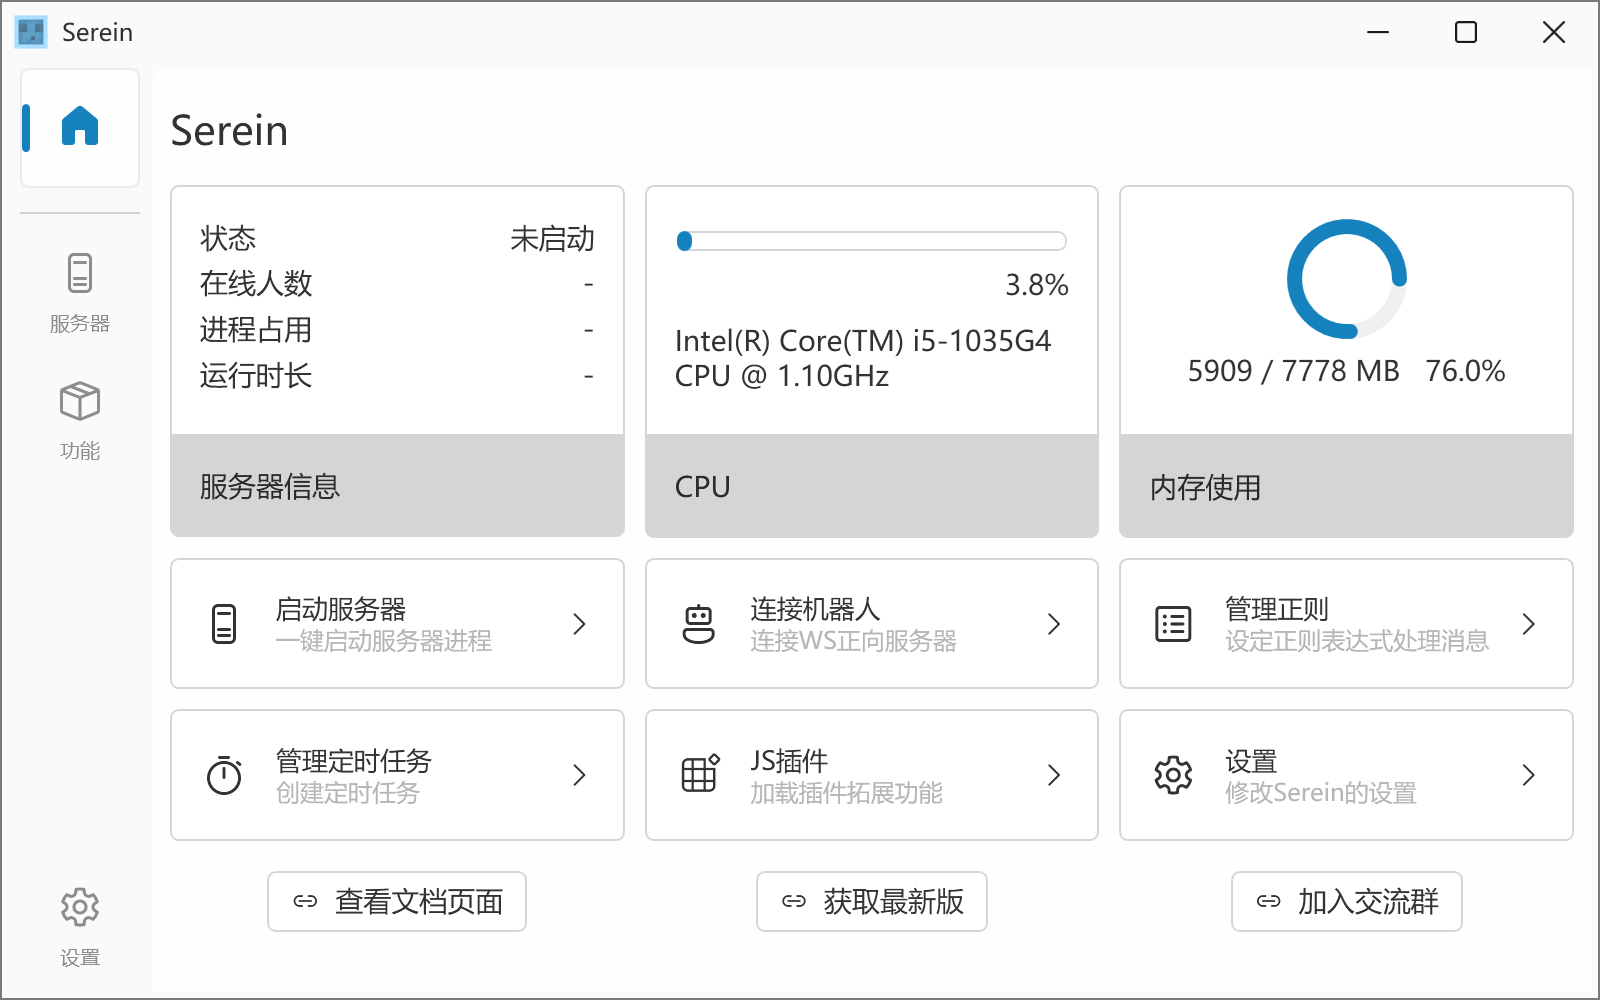 Serein
Serein
状态 未启动
在线人数 -
进程占用 -
运行时长 -
服务器信息
3.8%
Intel(R) Core(TM) i5-1035G4
CPU @ 1.10GHz
CPU
5909 / 7778 MB 76.0%
内存使用
服务器
功能
设置
启动服务器
一键启动服务器进程
连接机器人
连接WS正向服务器
管理正则
设定正则表达式处理消息
管理定时任务
创建定时任务
JS插件
加载插件拓展功能
设置
修改Serein的设置
查看文档页面
获取最新版
加入交流群